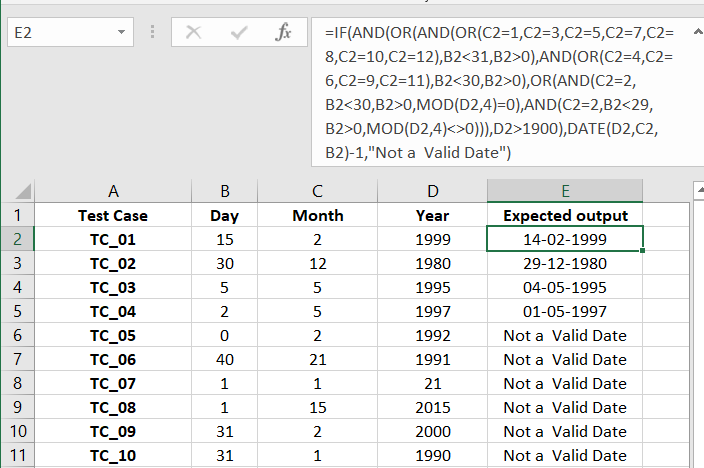 E2
fx
=IF(AND(OR(AND(OR(C2=1,C2=3,C2=5,C2=7,C2=
8,C2=10,C2=12),B2<31,B2>0),AND(OR(C2=4,C2=
6,C2=9,C2=11),B2<30,B2>0),OR(AND(C2=2,
B2<30,B2>0,MOD(D2,4)=0),AND(C2=2,B2<29,
B2>0,MOD(D2,4)<>0))),D2>1900),DATE(D2,C2,
B2)-1,"Not a  Valid Date")
A B C D E
1 Test Case Day Month Year Expected output
2 TC_01 15 2 1999 14-02-1999
3 TC_02 30 12 1980 29-12-1980
4 TC_03 5 5 1995 04-05-1995
5 TC_04 2 5 1997 01-05-1997
6 TC_05 0 2 1992 Not a  Valid Date
7 TC_06 40 21 1991 Not a  Valid Date
8 TC_07 1 1 21 Not a  Valid Date
9 TC_08 1 15 2015 Not a  Valid Date
10 TC_09 31 2 2000 Not a  Valid Date
11 TC_10 31 1 1990 Not a  Valid Date